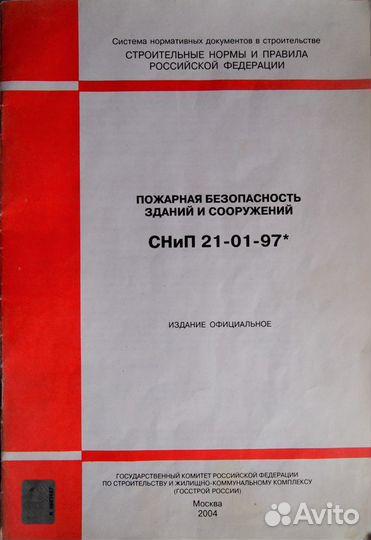 Система нормативных документов в строительстве
СТРОИТЕЛЬНЫЕ НОРМЫ И ПРАВИЛА
РОССИЙСКОЙ ФЕДЕРАЦИИ
ПОЖАРНАЯ БЕЗОПАСНОСТЬ
ЗДАНИЙ И СООРУЖЕНИЙ
СНиП 21-01-97*
ИЗДАНИЕ ОФИЦИАЛЬНОЕ
ГОСУДАРСТВЕННЫЙ КОМИТЕТ РОССИЙСКОЙ ФЕДЕРАЦИИ
ПО СТРОИТЕЛЬСТВУ И ЖИЛИЩНО-КОММУНАЛЬНОМУ КОМПЛЕКСУ
(ГОССТРОЙ РОССИИ)
Москва
2004
Avito